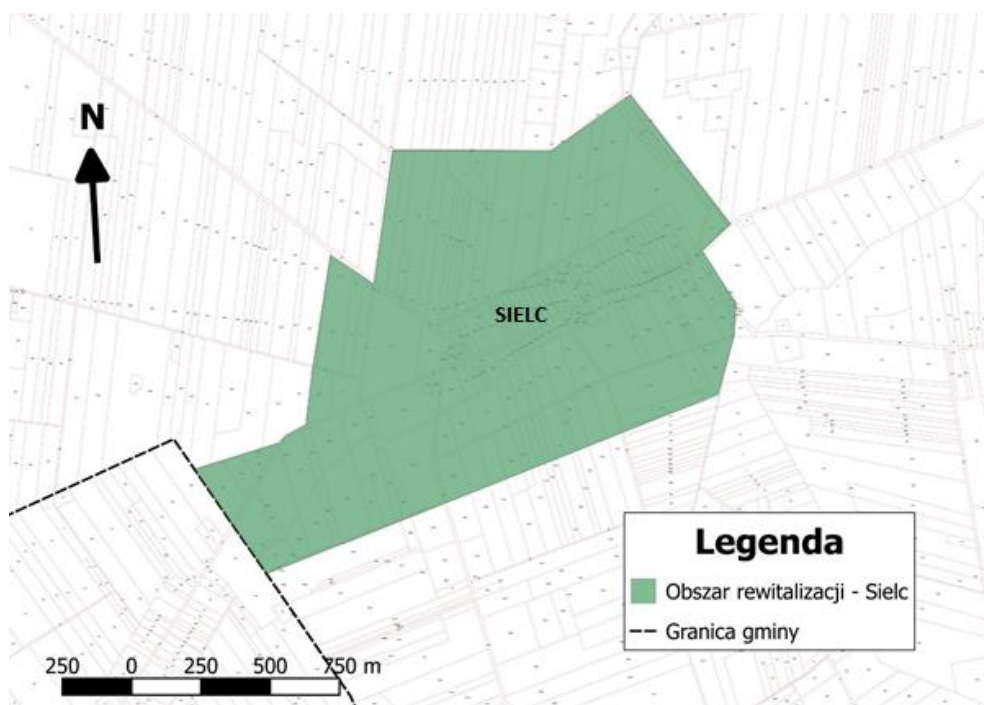 N
SIELC
Legenda
Obszar rewitalizacji - Sielc
Granica gminy
250 0 250 500 750 m